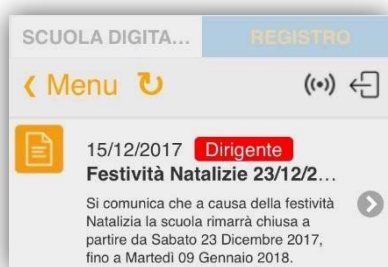 SCUOLA DIGITA... REGISTRO
Menu
15/12/2017 Dirigente
Festività Natalizie 23/12/2...
Si comunica che a causa della festività
Natalizia la scuola rimarrà chiusa a
partire da Sabato 23 Dicembre 2017,
fino a Martedì 09 Gennaio 2018.